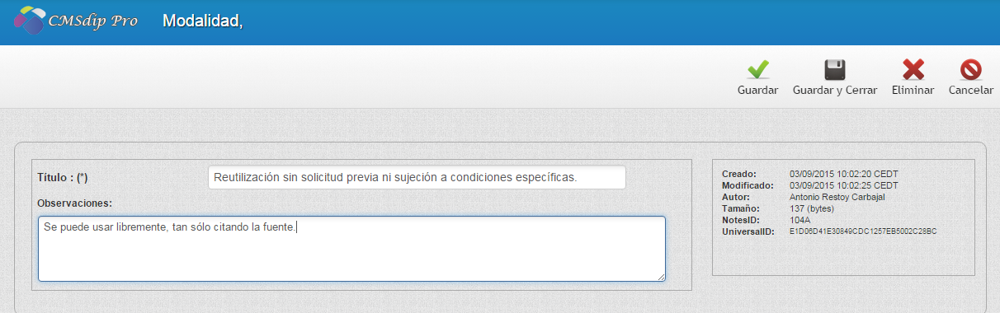 CMSdip Pro Modalidad,
Guardar Guardar y Cerrar Eliminar Cancelar
Título : (*) Reutilización sin solicitud previa ni sujeción a condiciones específicas.
Observaciones:
Se puede usar libremente, tan sólo citando la fuente.
Creado: 03/09/2015 10:02:20 CEDT
Modificado: 03/09/2015 10:02:25 CEDT
Autor: Antonio Restoy Carbajal
Tamaño: 137 (bytes)
NotesID: 104A
UniversalID: E1D06D41E30849CDC1257EB5002C28BC